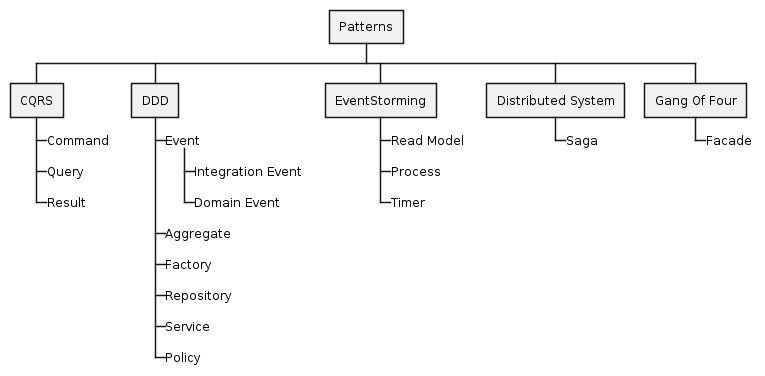 Patterns
CQRS
DDD
EventStorming
Distributed System
Gang Of Four
Command
Query
Result
Event
Integration Event
Domain Event
Aggregate
Factory
Repository
Service
Policy
Read Model
Process
Timer
Saga
Facade